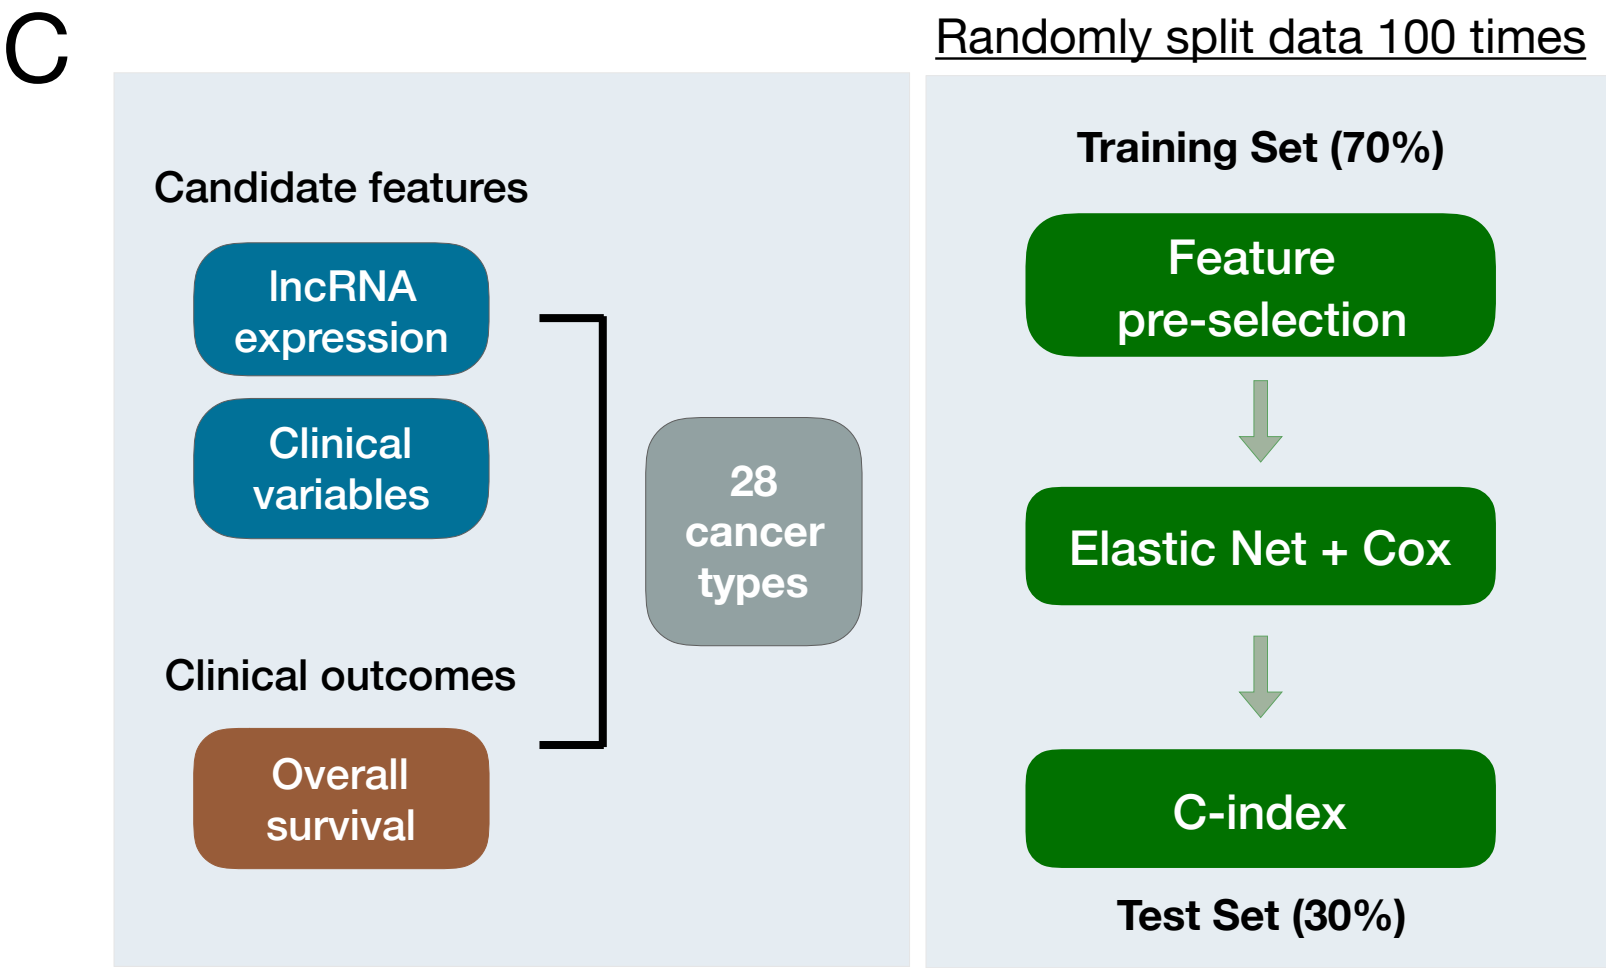 C
Candidate features
lncRNA
expression
Clinical
variables
28
cancer
types
Clinical outcomes
Overall
survival
Randomly split data 100 times
Training Set (70%)
Feature
pre-selection
Elastic Net + Cox
C-index
Test Set (30%)